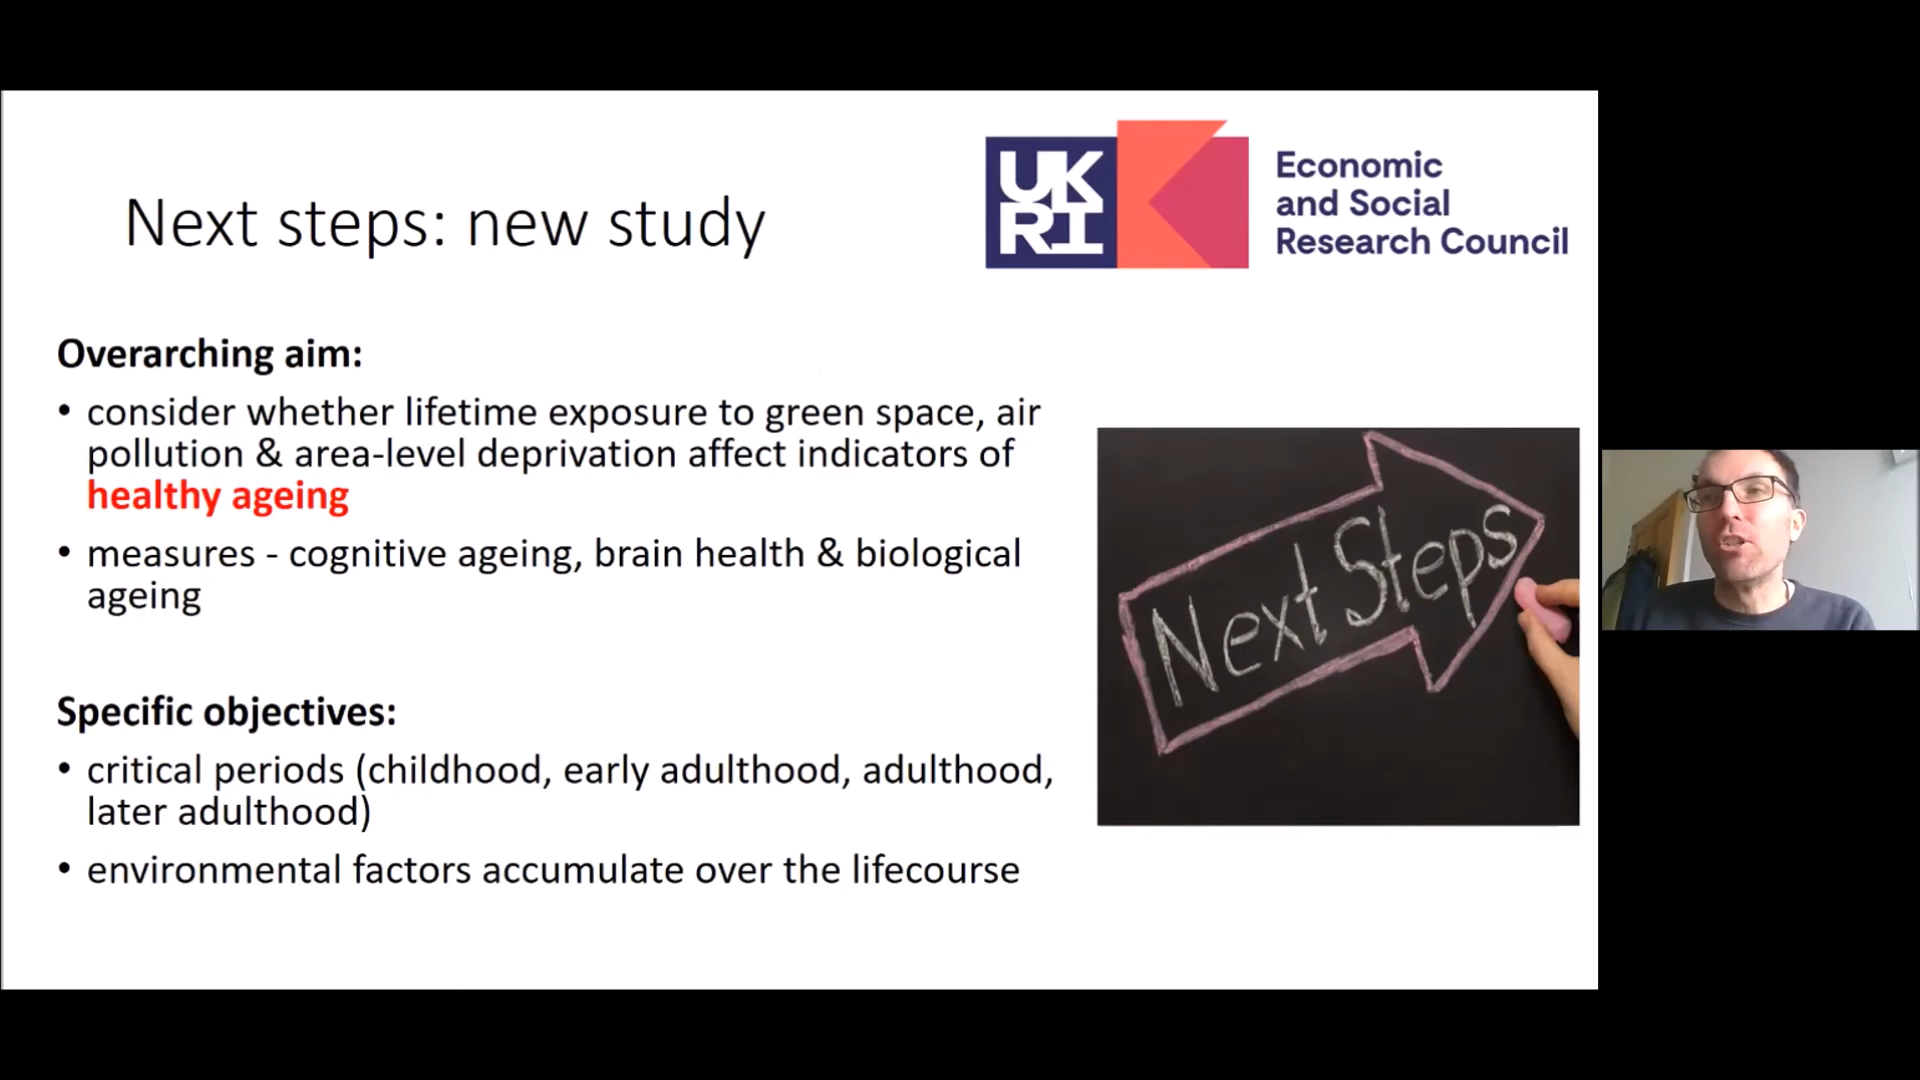 Next steps: new study
UK
RI
Economic
and Social
Research Council
Overarching aim:
• consider whether lifetime exposure to green space, air
pollution & area-level deprivation affect indicators of
healthy ageing
• measures - cognitive ageing, brain health & biological
ageing
Specific objectives:
• critical periods (childhood, early adulthood, adulthood,
later adulthood)
• environmental factors accumulate over the lifecourse
Next Steps